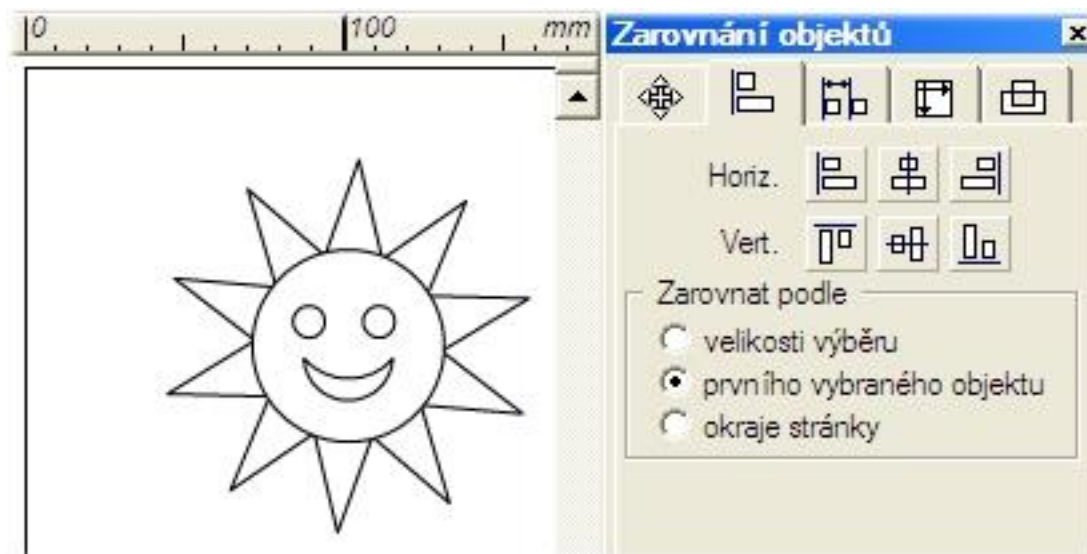 0 100 mm
Zarovnání objektů
Horiz.
Vert.
Zarovnat podle
velikosti výběru
prvního vybraného objektu
okraje stránky